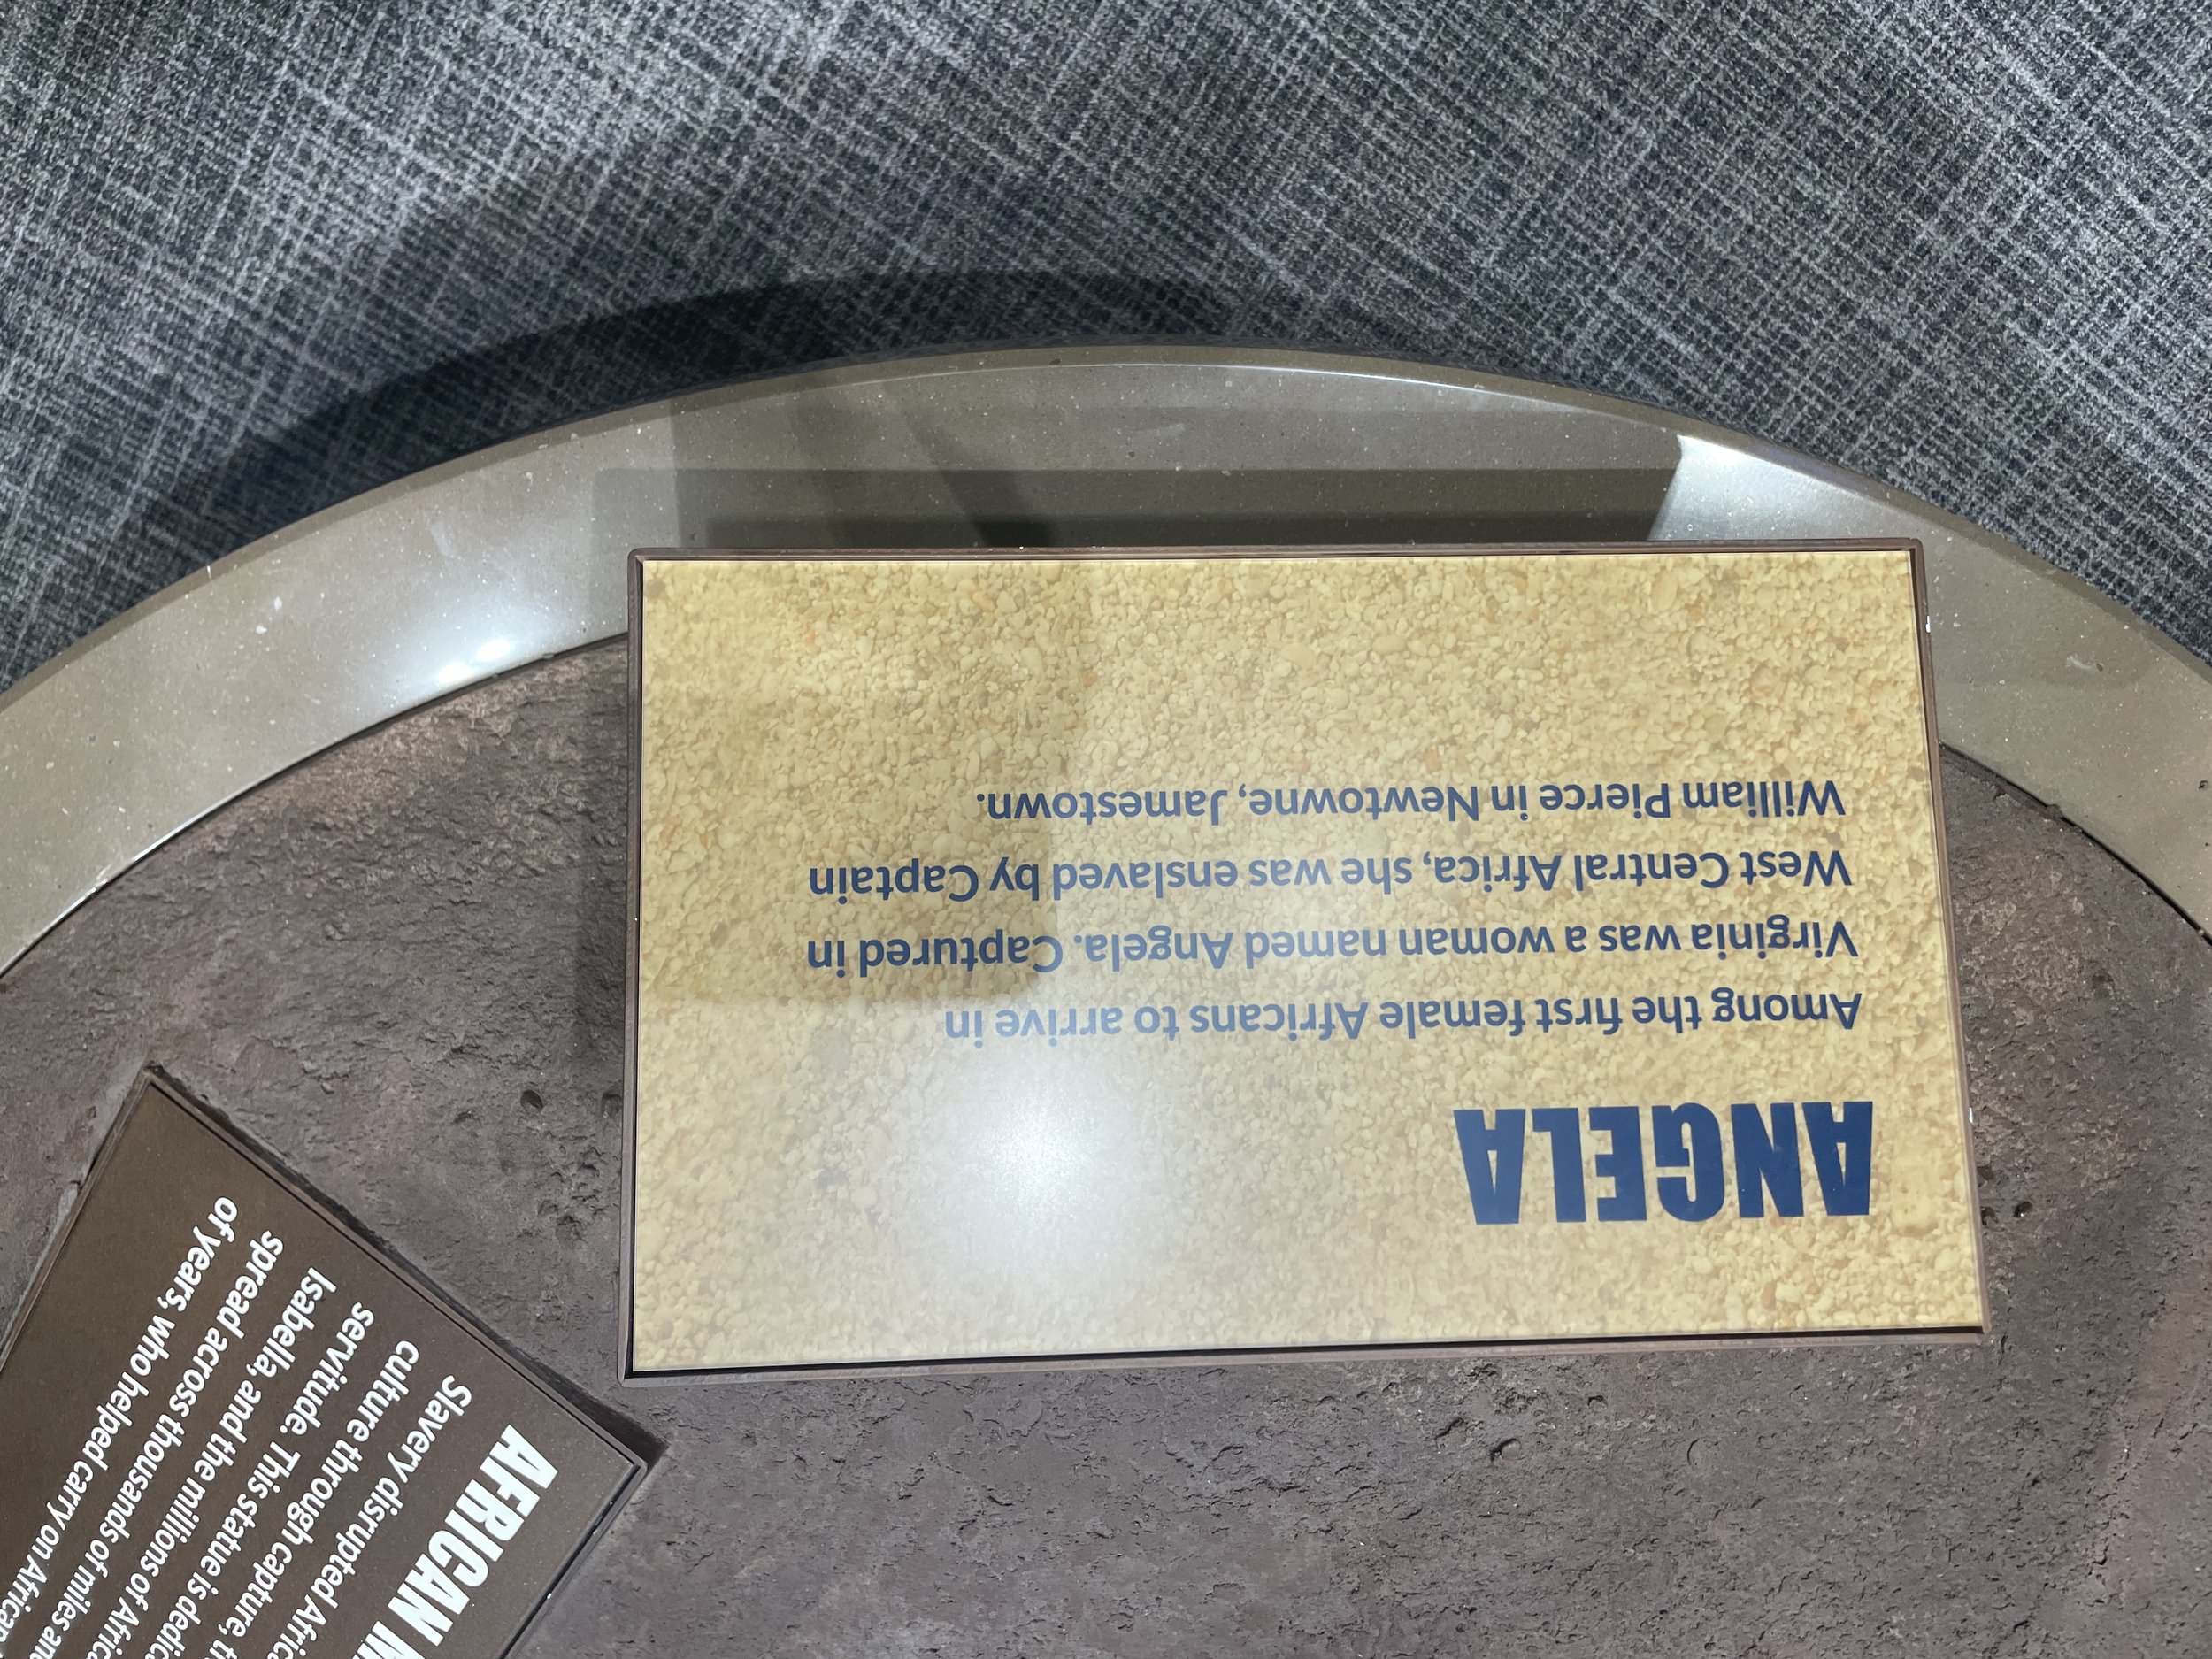 ANGELA
Among the first female Africans to arrive in
Virginia was a woman named Angela. Captured in
West Central Africa, she was enslaved by Captain
William Pierce in Newtowne, Jamestown.
AFRICAN
Slavery disrupted
culture through capture,
servitude. This statue is
Isabella, and the millions of
spread across thousands of miles
of years, who helped carry on